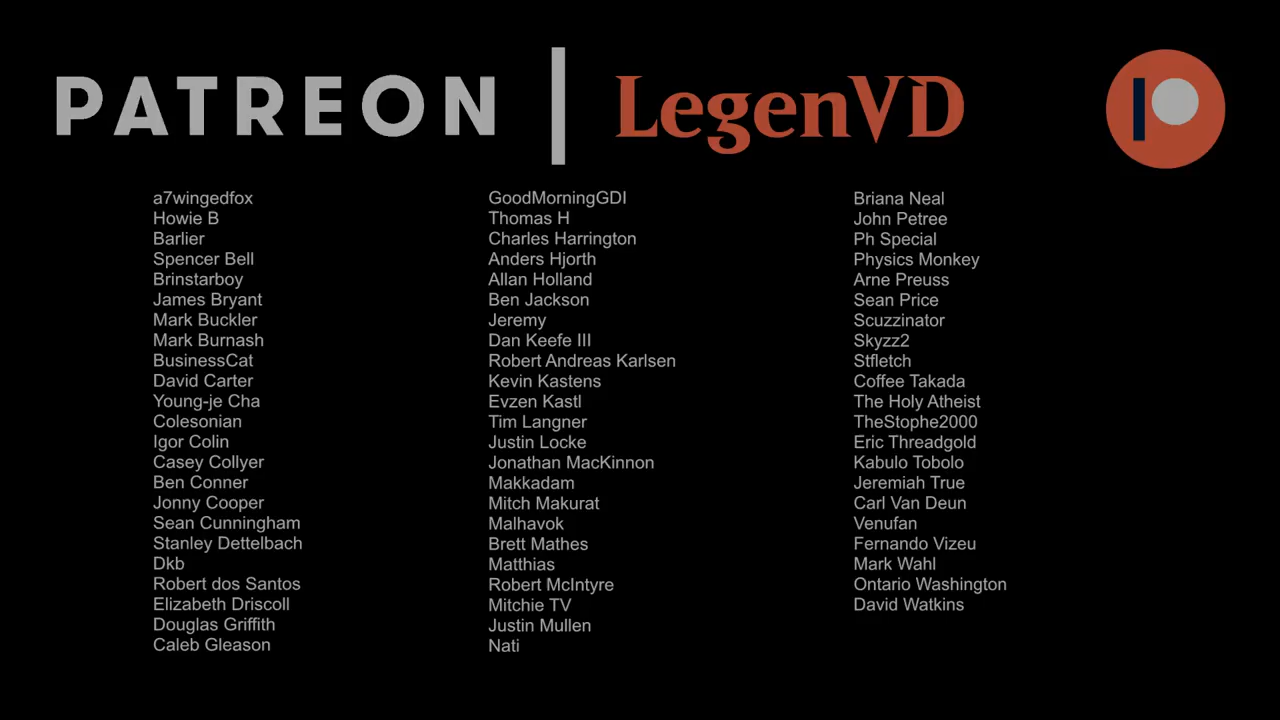 PATREON | LegenVD
a7wingedfox
Howie B
Barlier
Spencer Bell
Brinstarboy
James Bryant
Mark Buckler
Mark Burnash
BusinessCat
David Carter
Young-je Cha
Colesonian
Igor Colin
Casey Collyer
Ben Conner
Jonny Cooper
Sean Cunningham
Stanley Dettelbach
Dkb
Robert dos Santos
Elizabeth Driscoll
Douglas Griffith
Caleb Gleason
GoodMorningGDI
Thomas H
Charles Harrington
Anders Hjorth
Allan Holland
Ben Jackson
Jeremy
Dan Keefe III
Robert Andreas Karlsen
Kevin Kastens
Evzen Kastl
Tim Langner
Justin Locke
Jonathan MacKinnon
Makkadam
Mitch Makurat
Malhavok
Brett Mathes
Matthias
Robert McIntyre
Mitchie TV
Justin Mullen
Nati
Briana Neal
John Petree
Ph Special
Physics Monkey
Arne Preuss
Sean Price
Scuzzinator
Skyzz2
Stfletch
Coffee Takada
The Holy Atheist
TheStophe2000
Eric Threadgold
Kabulo Tobolo
Jeremiah True
Carl Van Deun
Venufan
Fernando Vizeu
Mark Wahl
Ontario Washington
David Watkins